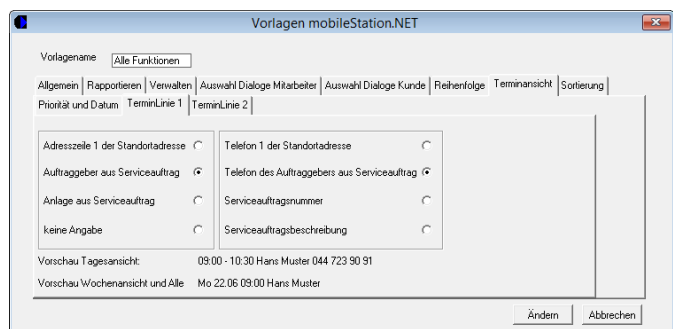 Vorlagen mobileStation.NET
Vorlagename Alle Funktionen
Allgemein Rapportieren Verwalten Auswahl Dialoge Mitarbeiter Auswahl Dialoge Kunde Reihenfolge Terminansicht Sortierung
Priorität und Datum TerminLinie 1 TerminLinie 2
Adresszeile 1 der Standortadresse Telefon 1 der Standortadresse
Auftraggeber aus Serviceauftrag Telefon des Auftraggebers aus Serviceauftrag
Anlage aus Serviceauftrag Serviceauftragsnummer
keine Angabe Serviceauftragsbeschreibung
Vorschau Tagesansicht: 09:00 - 10:30 Hans Muster 044 723 90 91
Vorschau Wochenansicht und Alle Mo 22.06 09:00 Hans Muster
Ändern Abbrechen